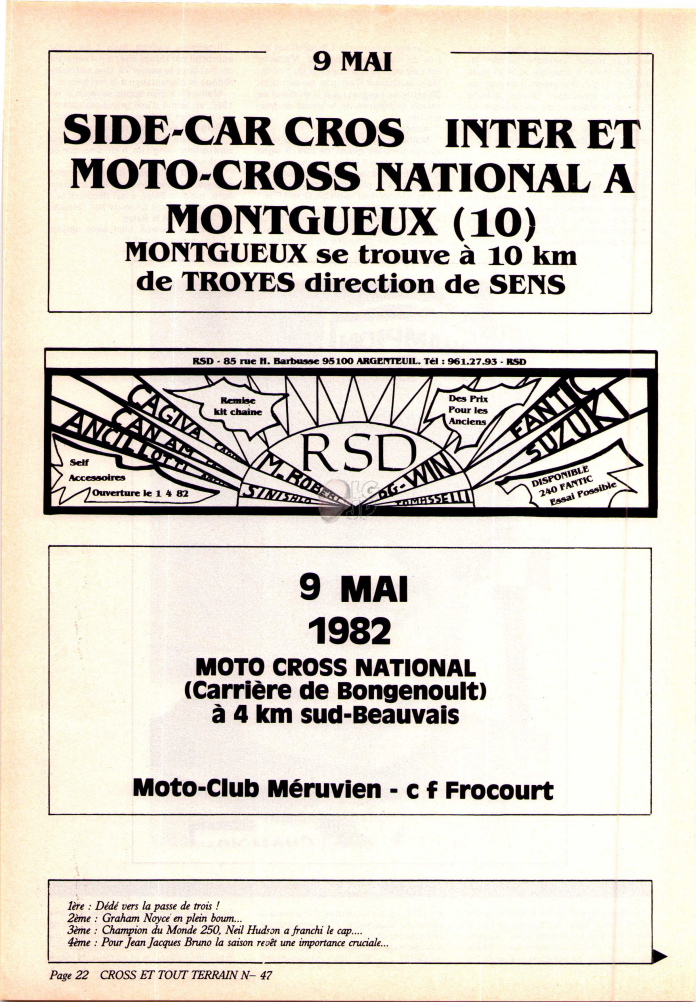 9 MAI
SIDE-CAR CROS INTER ET
MOTO-CROSS NATIONAL A
MONTGUEUX (10)
MONTGUEUX se trouve à 10 km
de TROYES direction de SENS
RSD - 85 rue H. Barbusse 95100 ARGENTEUIL. Tél : 961.27.93 - RSD
CAGIVA
CAN AM
ANCILLOTTI
Remise
kit chaine
Self
Accessoires
Ouverture le 1 4 82
RSD
M. ROBERT
DG-WIN
TOMASSELLI
Des Prix
Pour les
Anciens
FANTIC
SUZUKI
DISPONIBLE
240 FANTIC
Essai Possible
9 MAI
1982
MOTO CROSS NATIONAL
(Carrière de Bongenoult)
à 4 km sud-Beauvais
Moto-Club Méruvien - c f Frocourt
1ère : Dédé vers la passe de trois !
2ème : Graham Noyce en plein boum...
3ème : Champion du Monde 250, Neil Hudson a franchi le cap....
4ème : Pour Jean Jacques Bruno la saison revêt une importance cruciale...
Page 22 CROSS ET TOUT TERRAIN N– 47